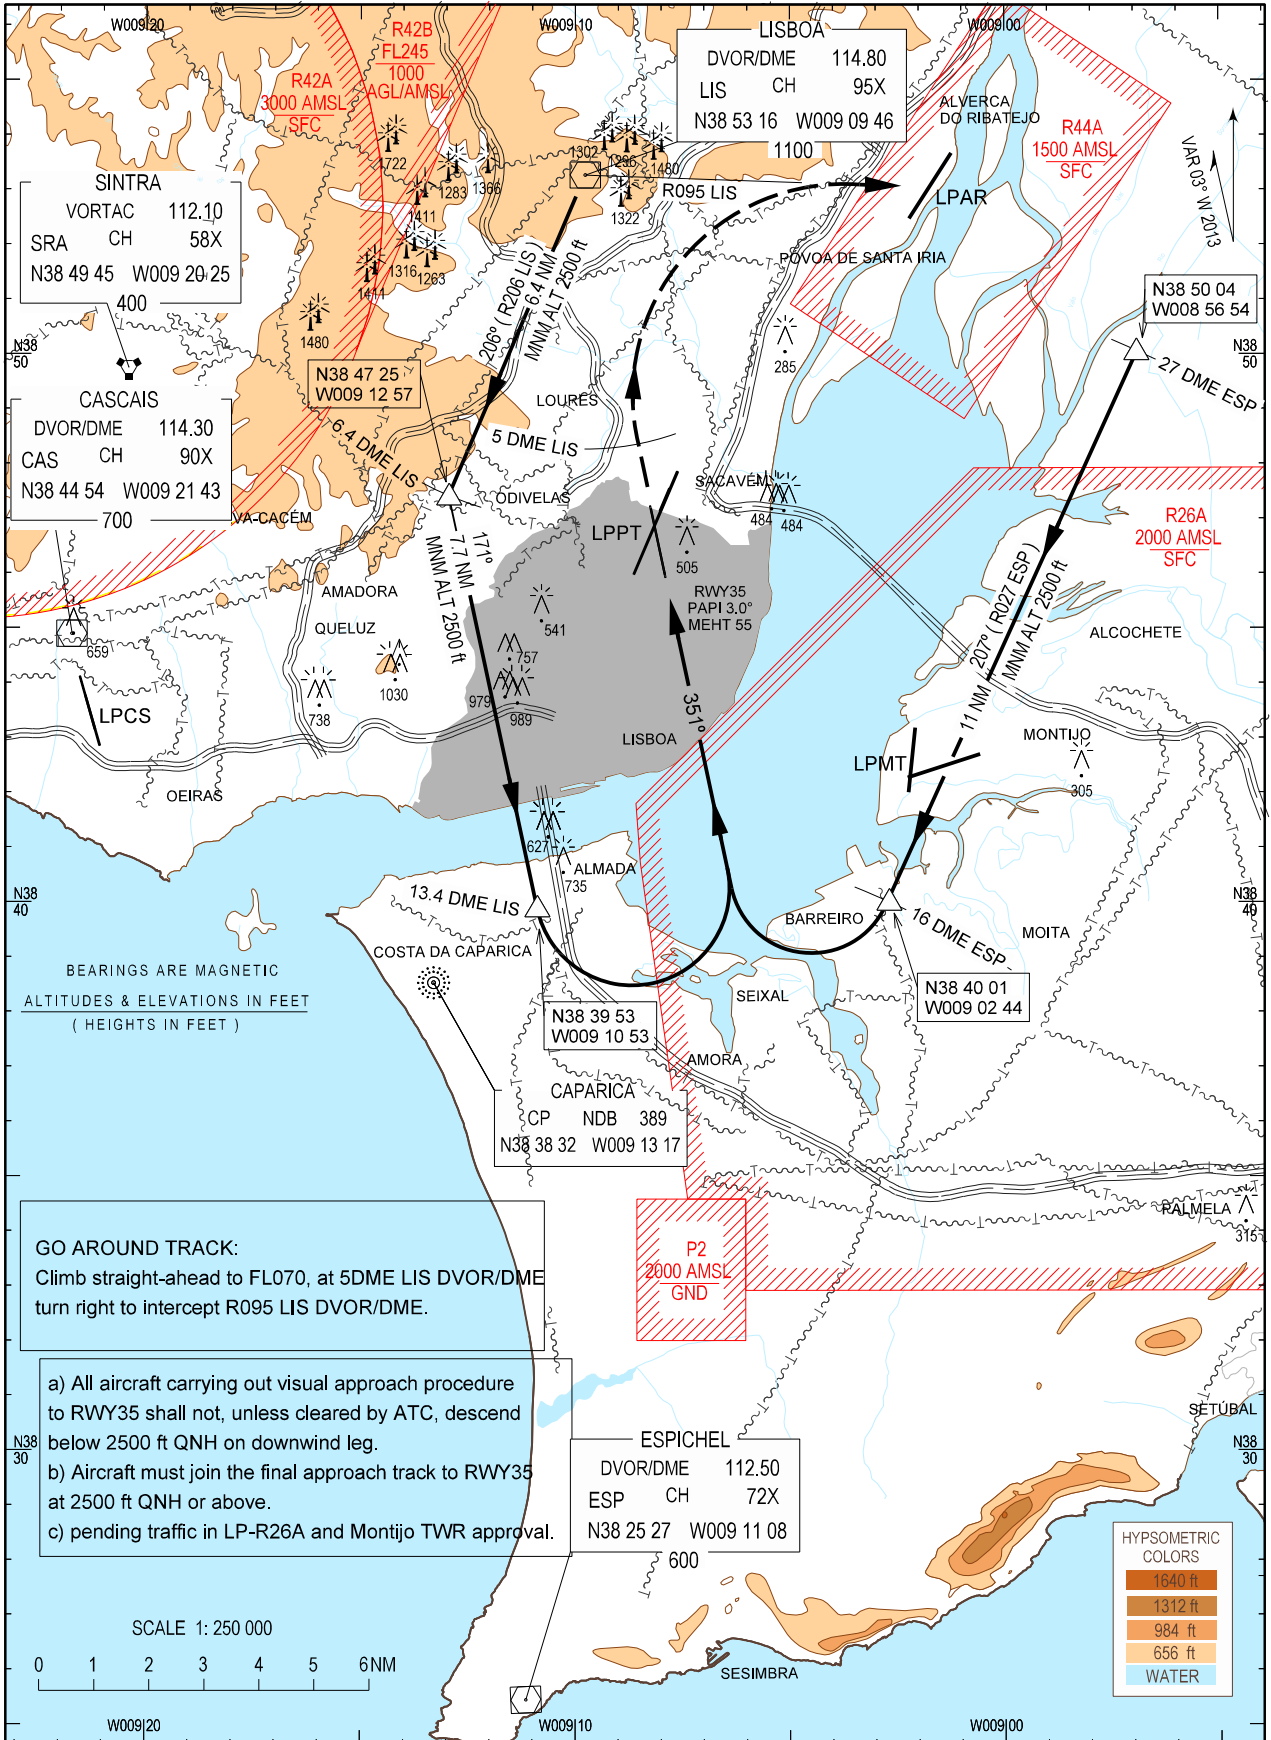 W009 20
W009 10
W009 00
R42B
FL245
1000
AGL/AMSL
R42A
3000 AMSL
SFC
LISBOA
DVOR/DME 114.80
LIS CH 95X
N38 53 16 W009 09 46
1100
ALVERCA
DO RIBATEJO
R44A
1500 AMSL
SFC
VAR 03° W 2013
1722
1302
1296
1480
1283
1366
1411
1322
R095 LIS
LPAR
SINTRA
VORTAC 112.10
SRA CH 58X
N38 49 45 W009 20 25
400
1316
1263
1411
1480
206° ( R206 LIS )
6.4 NM
MNM ALT 2500 ft
PÓVOA DE SANTA IRIA
N38 50 04
W008 56 54
N38
50
N38
50
285
27 DME ESP
N38 47 25
W009 12 57
CASCAIS
DVOR/DME 114.30
CAS CH 90X
N38 44 54 W009 21 43
700
LOURES
6.4 DME LIS
5 DME LIS
VA-CACÉM
ODIVELAS
SACAVÉM
484
484
R26A
2000 AMSL
SFC
171°
7.7 NM
MNM ALT 2500 ft
LPPT
505
RWY35
PAPI 3.0°
MEHT 55
207° ( R027 ESP )
11 NM
MNM ALT 2500 ft
AMADORA
QUELUZ
541
757
659
1030
979
989
738
LPCS
ALCOCHETE
351°
LISBOA
LPMT
MONTIJO
305
OEIRAS
627
ALMADA
735
13.4 DME LIS
N38
40
N38
40
BARREIRO
16 DME ESP
MOITA
COSTA DA CAPARICA
BEARINGS ARE MAGNETIC
ALTITUDES & ELEVATIONS IN FEET
( HEIGHTS IN FEET )
SEIXAL
N38 40 01
W009 02 44
N38 39 53
W009 10 53
AMORA
CAPARICA
CP NDB 389
N38 38 32 W009 13 17
PALMELA
315
GO AROUND TRACK:
Climb straight-ahead to FL070, at 5DME LIS DVOR/DME
turn right to intercept R095 LIS DVOR/DME.
P2
2000 AMSL
GND
a) All aircraft carrying out visual approach procedure
to RWY35 shall not, unless cleared by ATC, descend
below 2500 ft QNH on downwind leg.
b) Aircraft must join the final approach track to RWY35
at 2500 ft QNH or above.
c) pending traffic in LP-R26A and Montijo TWR approval.
SETÚBAL
N38
30
N38
30
ESPICHEL
DVOR/DME 112.50
ESP CH 72X
N38 25 27 W009 11 08
600
HYPSOMETRIC
COLORS
1640 ft
1312 ft
984 ft
656 ft
WATER
SCALE 1: 250 000
0 1 2 3 4 5 6 NM
SESIMBRA
W009 20
W009 10
W009 00